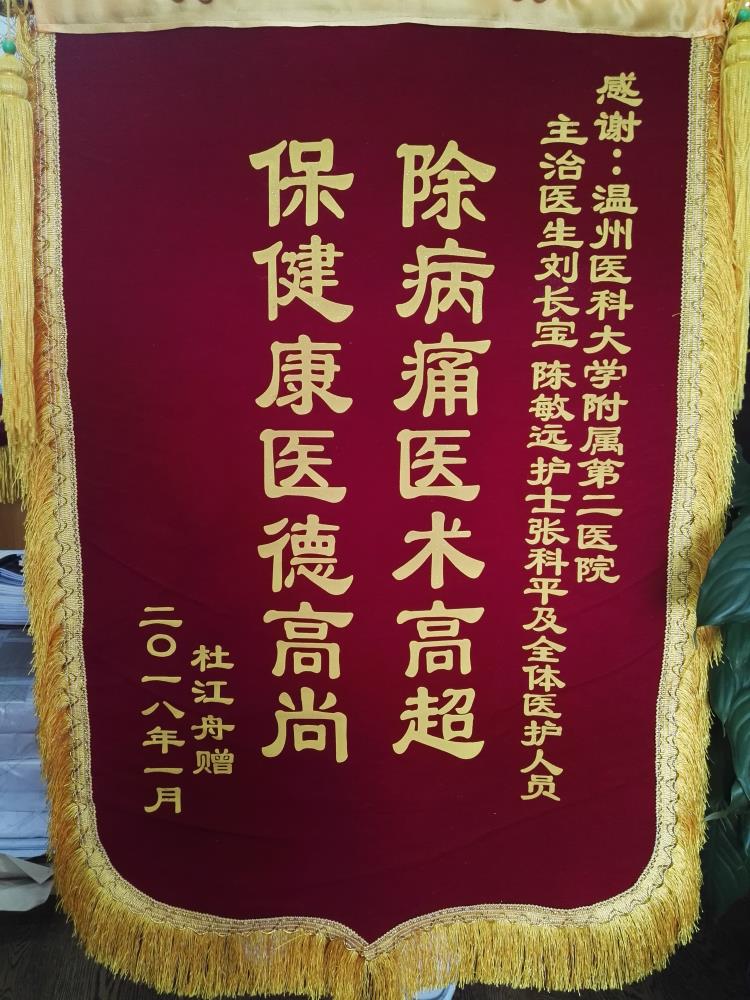 感谢：温州医科大学附属第二医院
主治医生刘长宝 陈敏远护士张科平及全体医护人员
除病痛医术高超
保健康医德高尚
杜江舟赠
二〇一八年一月